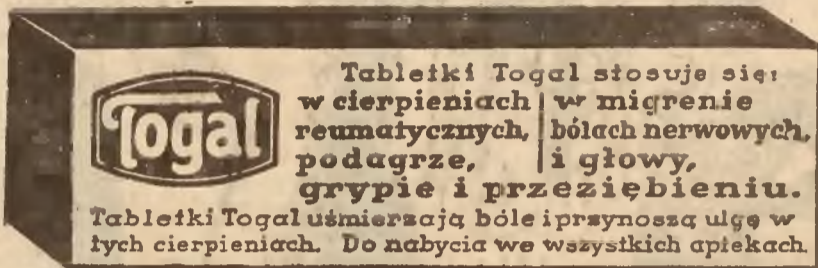 Togal
Tabletki Togal stosuje się:
w cierpieniach | w migrenie
reumatycznych, | bólach nerwowych,
podagrze, | i głowy,
grypie i przeziębieniu.
Tabletki Togal uśmierzają bóle i przynoszą ulgę w
tych cierpieniach. Do nabycia we wszystkich aptekach.